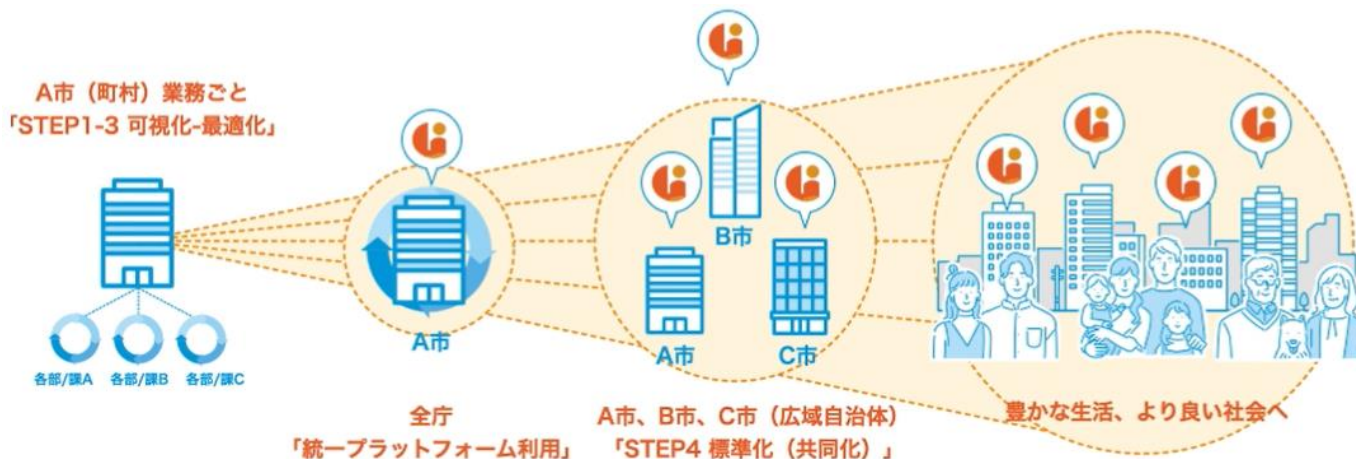 A市（町村）業務ごと
「STEP1-3 可視化-最適化」
各部/課A
各部/課B
各部/課C
A市
全庁
「統一プラットフォーム利用」
B市
A市
C市
A市、B市、C市（広域自治体）
「STEP4 標準化（共同化）」
豊かな生活、より良い社会へ